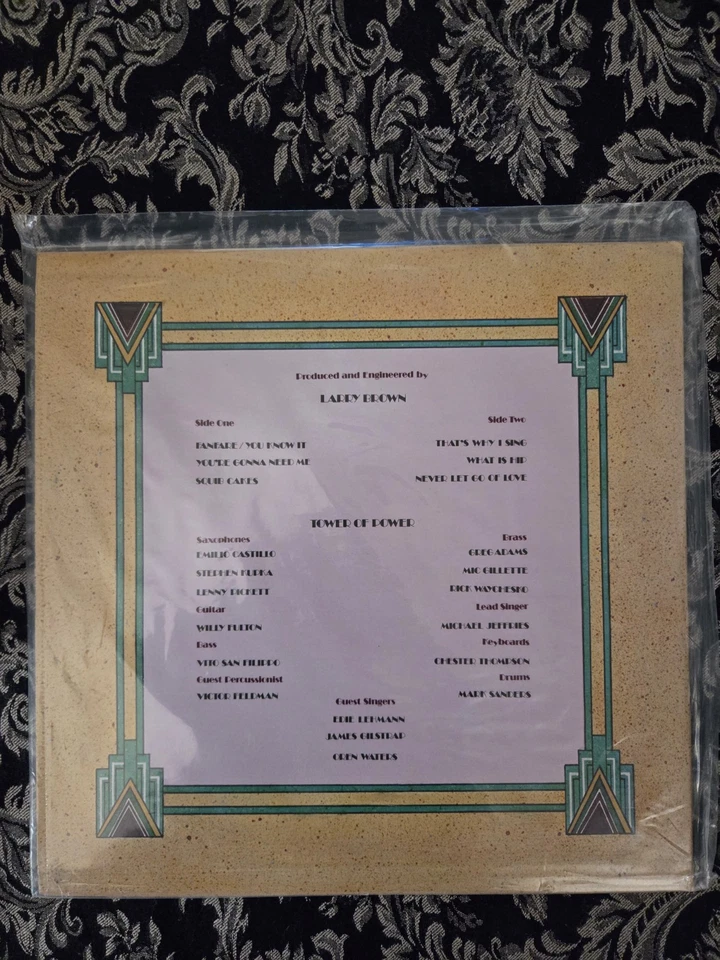 Produced and Engineered by
LARRY BROWN
Side One
FANFARE/YOU KNOW IT
YOU'RE GONNA NEED ME
SQUIB CAKES
Side Two
THAT'S WHY I SING
WHAT IS HIP
NEVER LET GO OF LOVE
TOWER OF POWER
Saxophones
EMILIO CASTILLO
STEPHEN KUPKA
LENNY PICKETT
Guitar
WILLY FULTON
Bass
VITO SAN FILIPPO
Guest Percussionist
VICTOR FELDMAN
Brass
GREG ADAMS
MIC GILLETTE
RICK WAYCHESKO
Lead Singer
MICHAEL JEFFRIES
Keyboards
CHESTER THOMPSON
Drums
MARK SANDERS
Guest Singers
EDIE LEHMANN
JAMES GILSTRAP
OREN WATERS